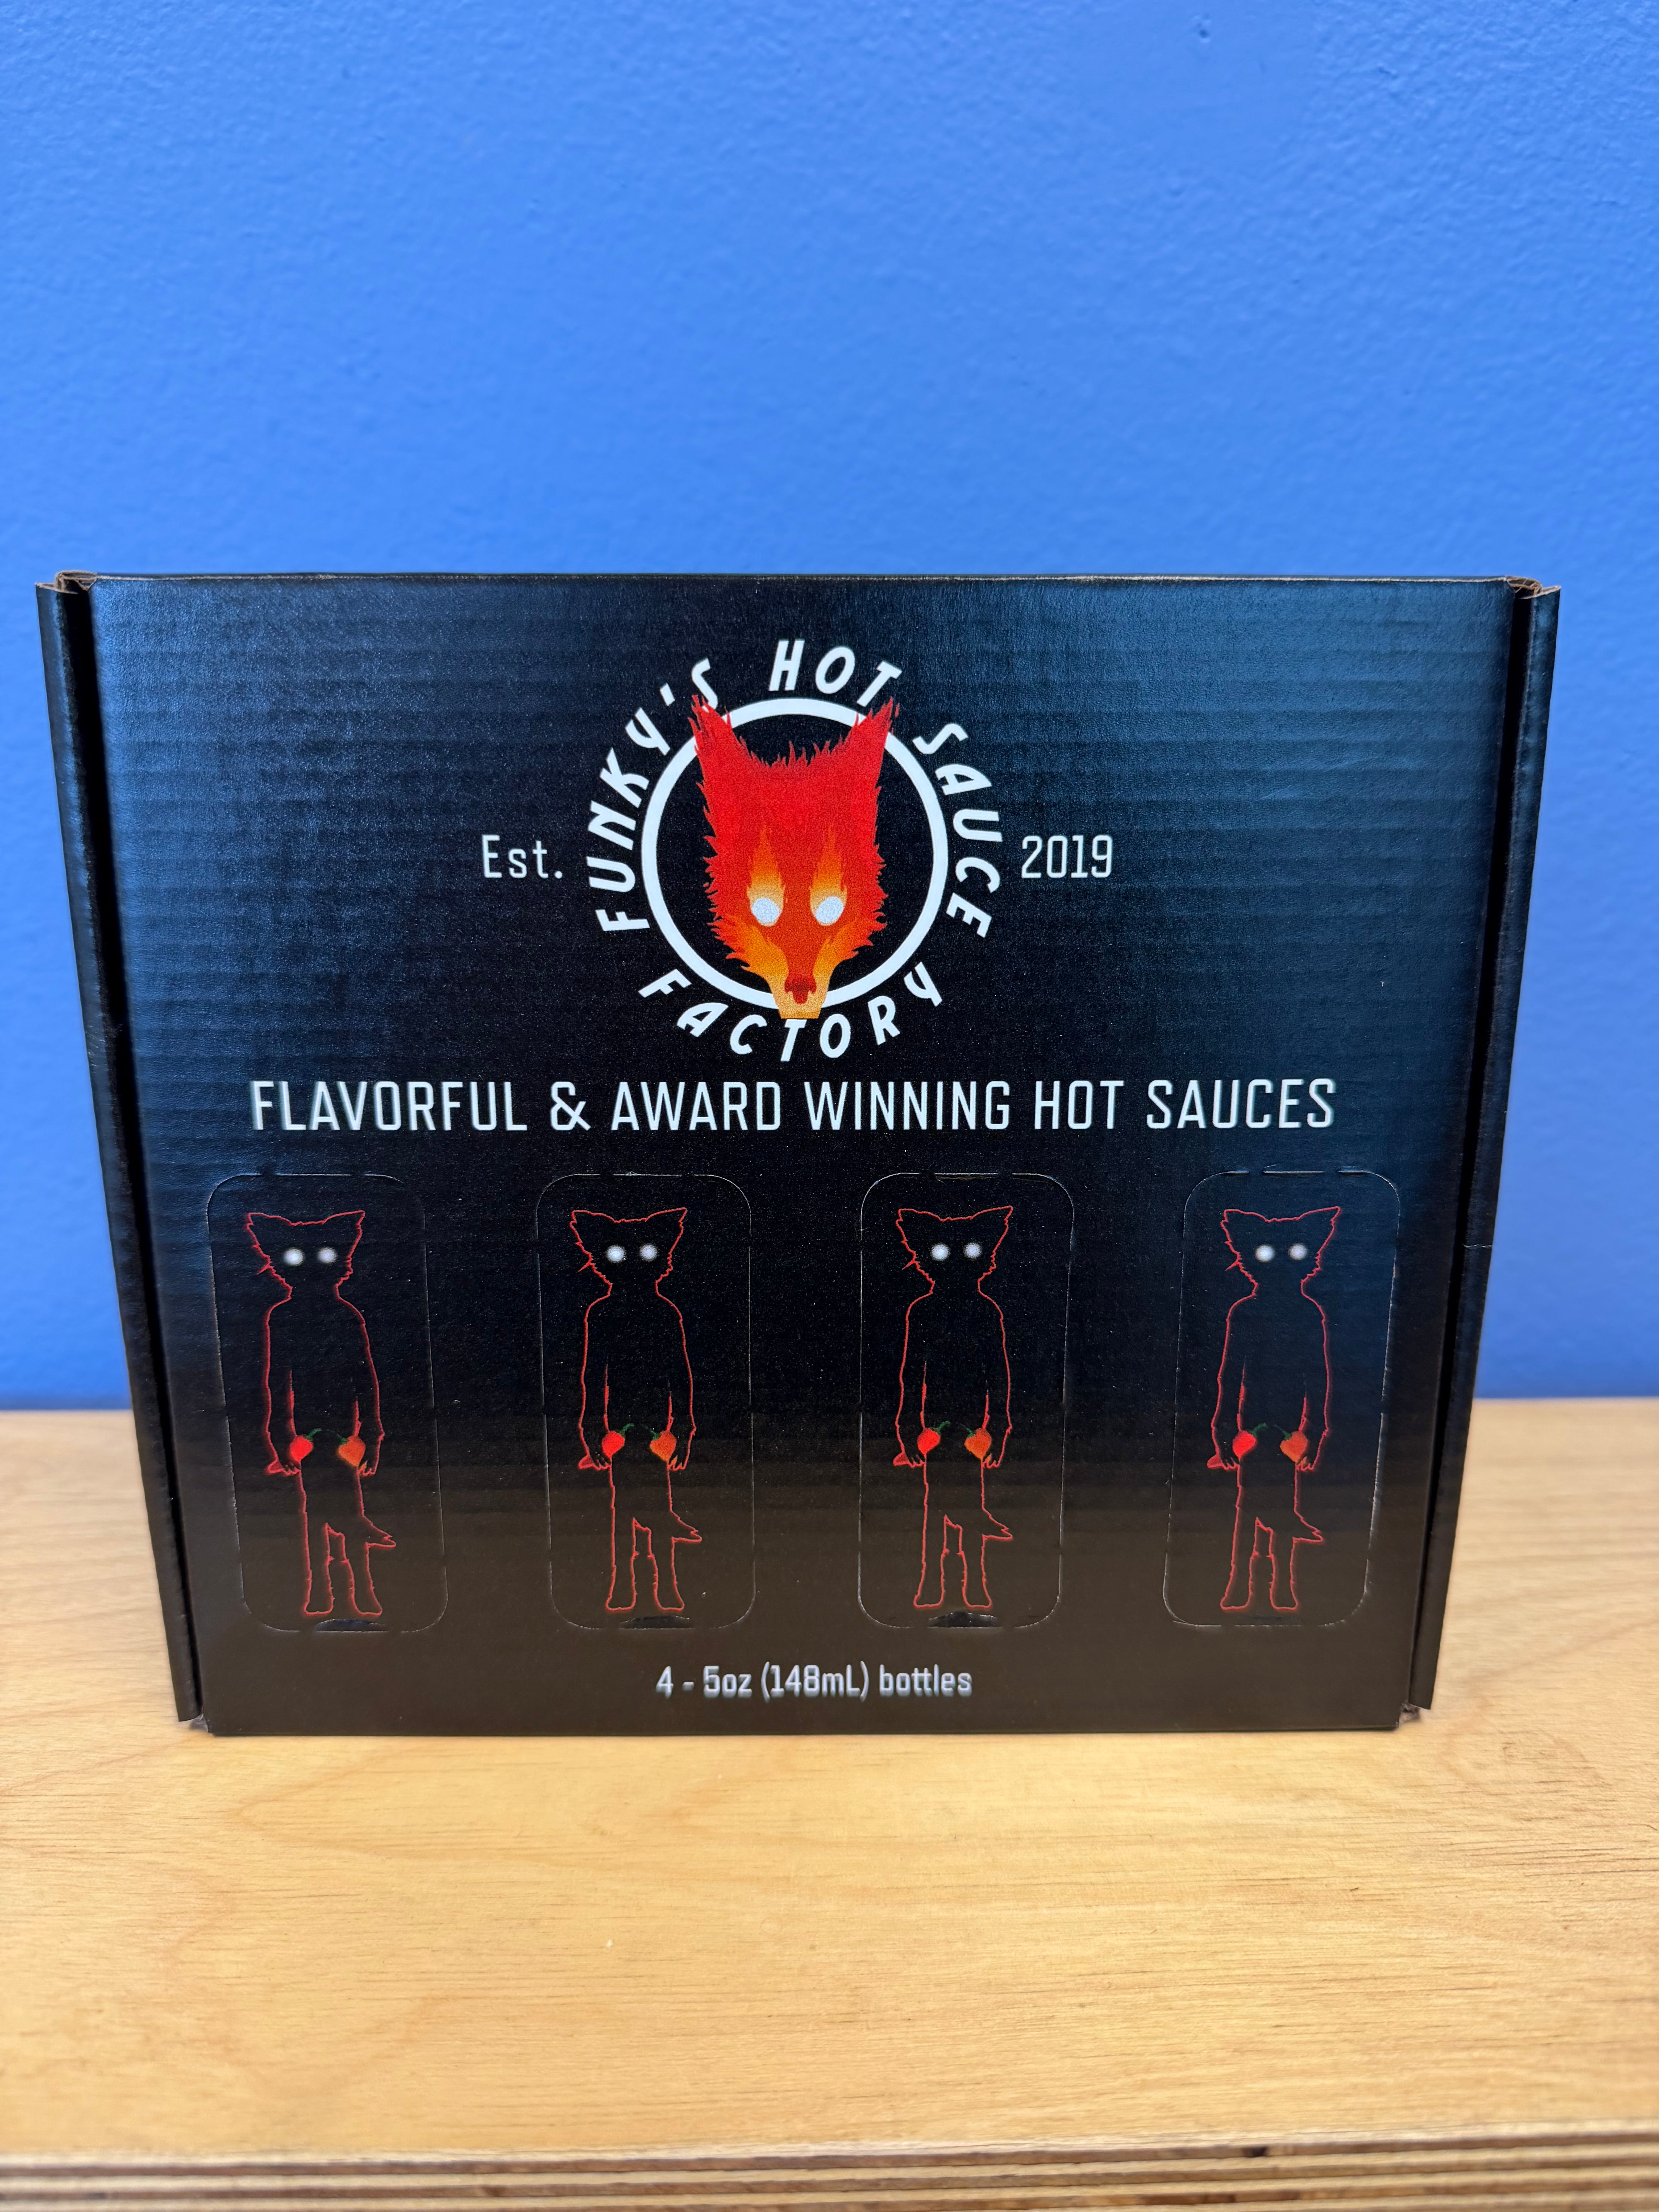 FUNKY'S HOT SAUCE
FACTORY
Est. 2019
FLAVORFUL & AWARD WINNING HOT SAUCES
4 - 5oz (148mL) bottles